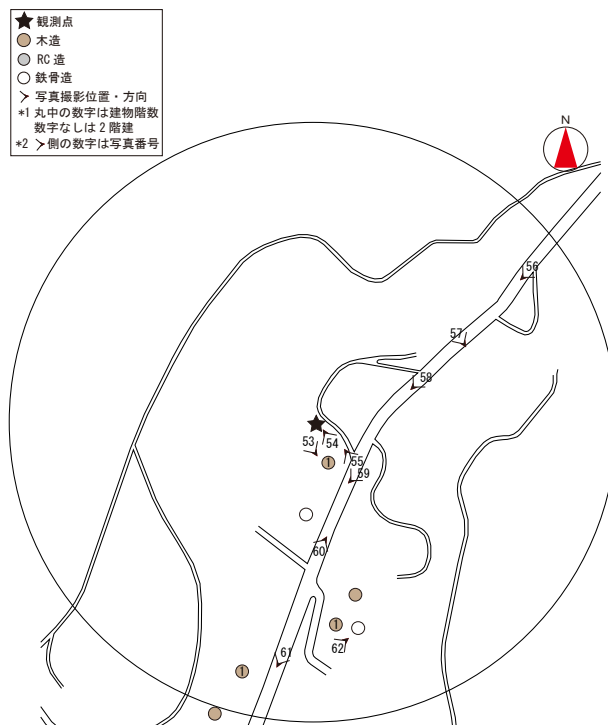 観測点
木造
RC 造
鉄骨造
写真撮影位置・方向
*1 丸中の数字は建物階数
数字なしは 2 階建
*2 側の数字は写真番号
N
56
57
58
53
54
55
1
59
60
1
62
61
1